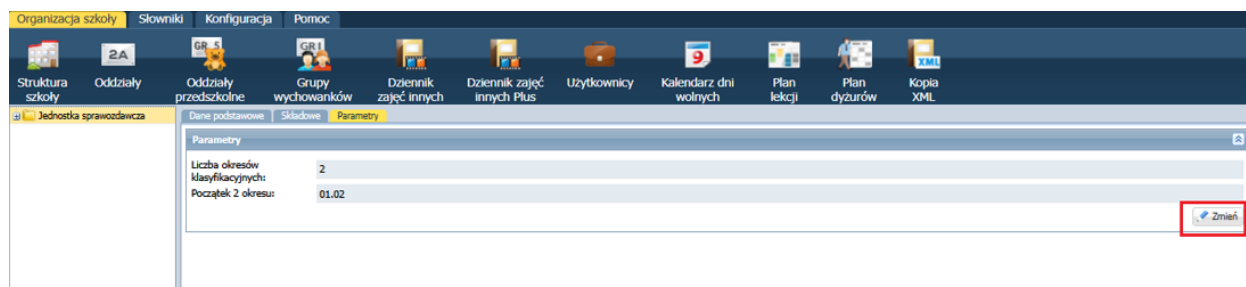 Organizacja szkoły Słowniki Konfiguracja Pomoc
2A GR 5 GR I 9 XML
Struktura Oddziały Oddziały Grupy Dziennik Dziennik zajęć Użytkownicy Kalendarz dni Plan Plan Kopia
szkoły przedszkolne wychowanków zajęć innych innych Plus wolnych lekcji dyżurów XML
Jednostka sprawozdawcza Dane podstawowe Składowe Parametry
Parametry
Liczba okresów
klasyfikacyjnych: 2
Początek 2 okresu: 01.02
Zmień